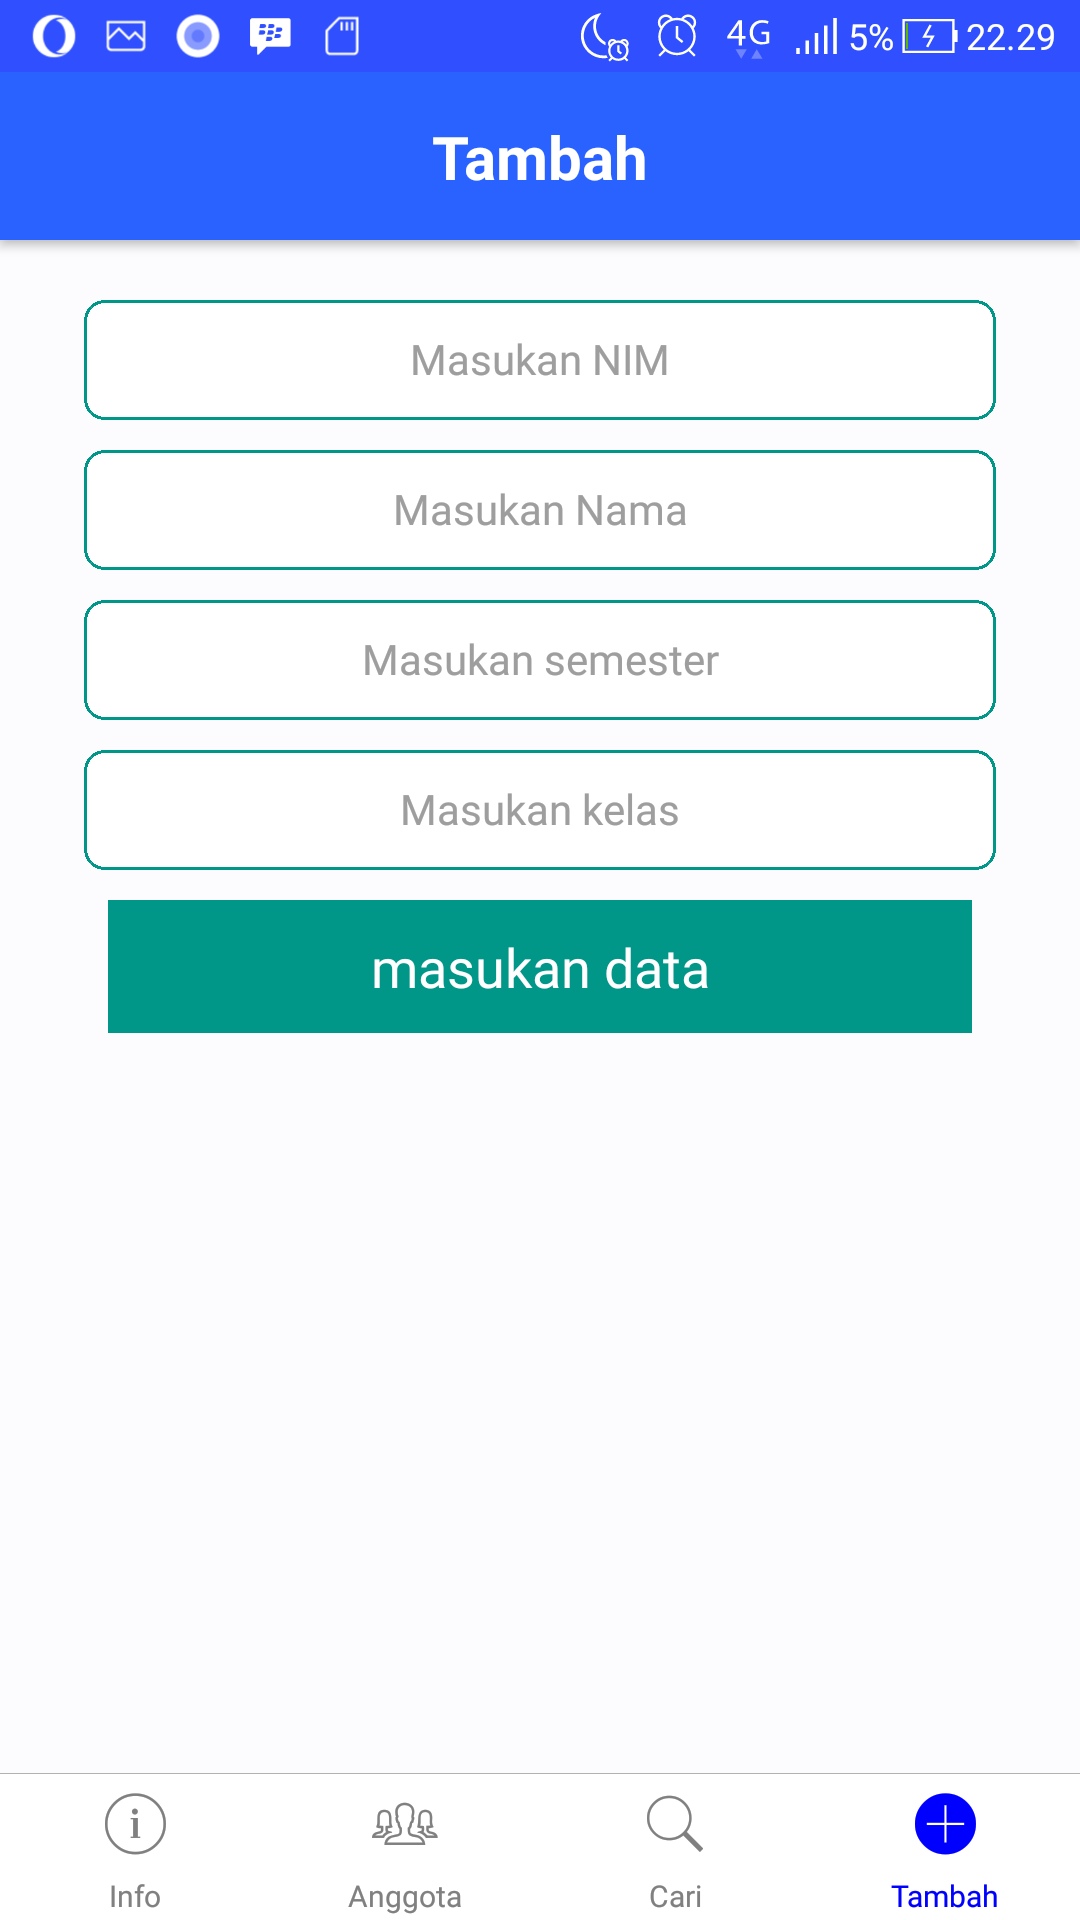 4G 5% 22.29
Tambah
Masukan NIM
Masukan Nama
Masukan semester
Masukan kelas
masukan data
Info Anggota Cari Tambah